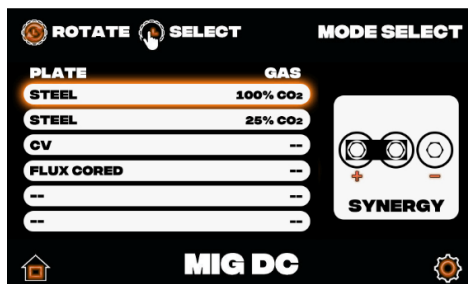 ROTATE SELECT MODE SELECT
PLATE GAS
STEEL 100% CO₂
STEEL 25% CO₂
CV --
FLUX CORED --
-- --
-- --
+ −
SYNERGY
MIG DC